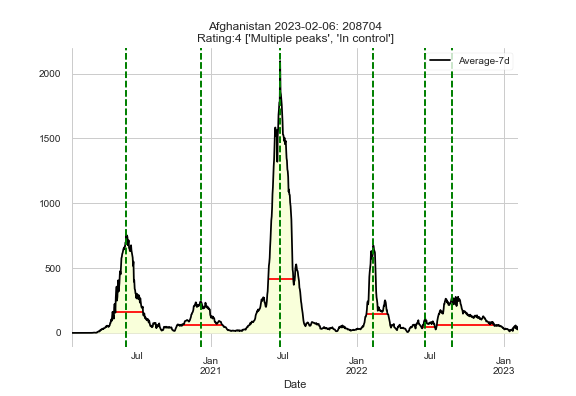 Afghanistan 2023-02-06: 208704
Rating:4 ['Multiple peaks', 'In control']
Average-7d
2000
1500
1000
500
0
Jul
Jan
2021
Jul
Jan
2022
Jul
Jan
2023
Date